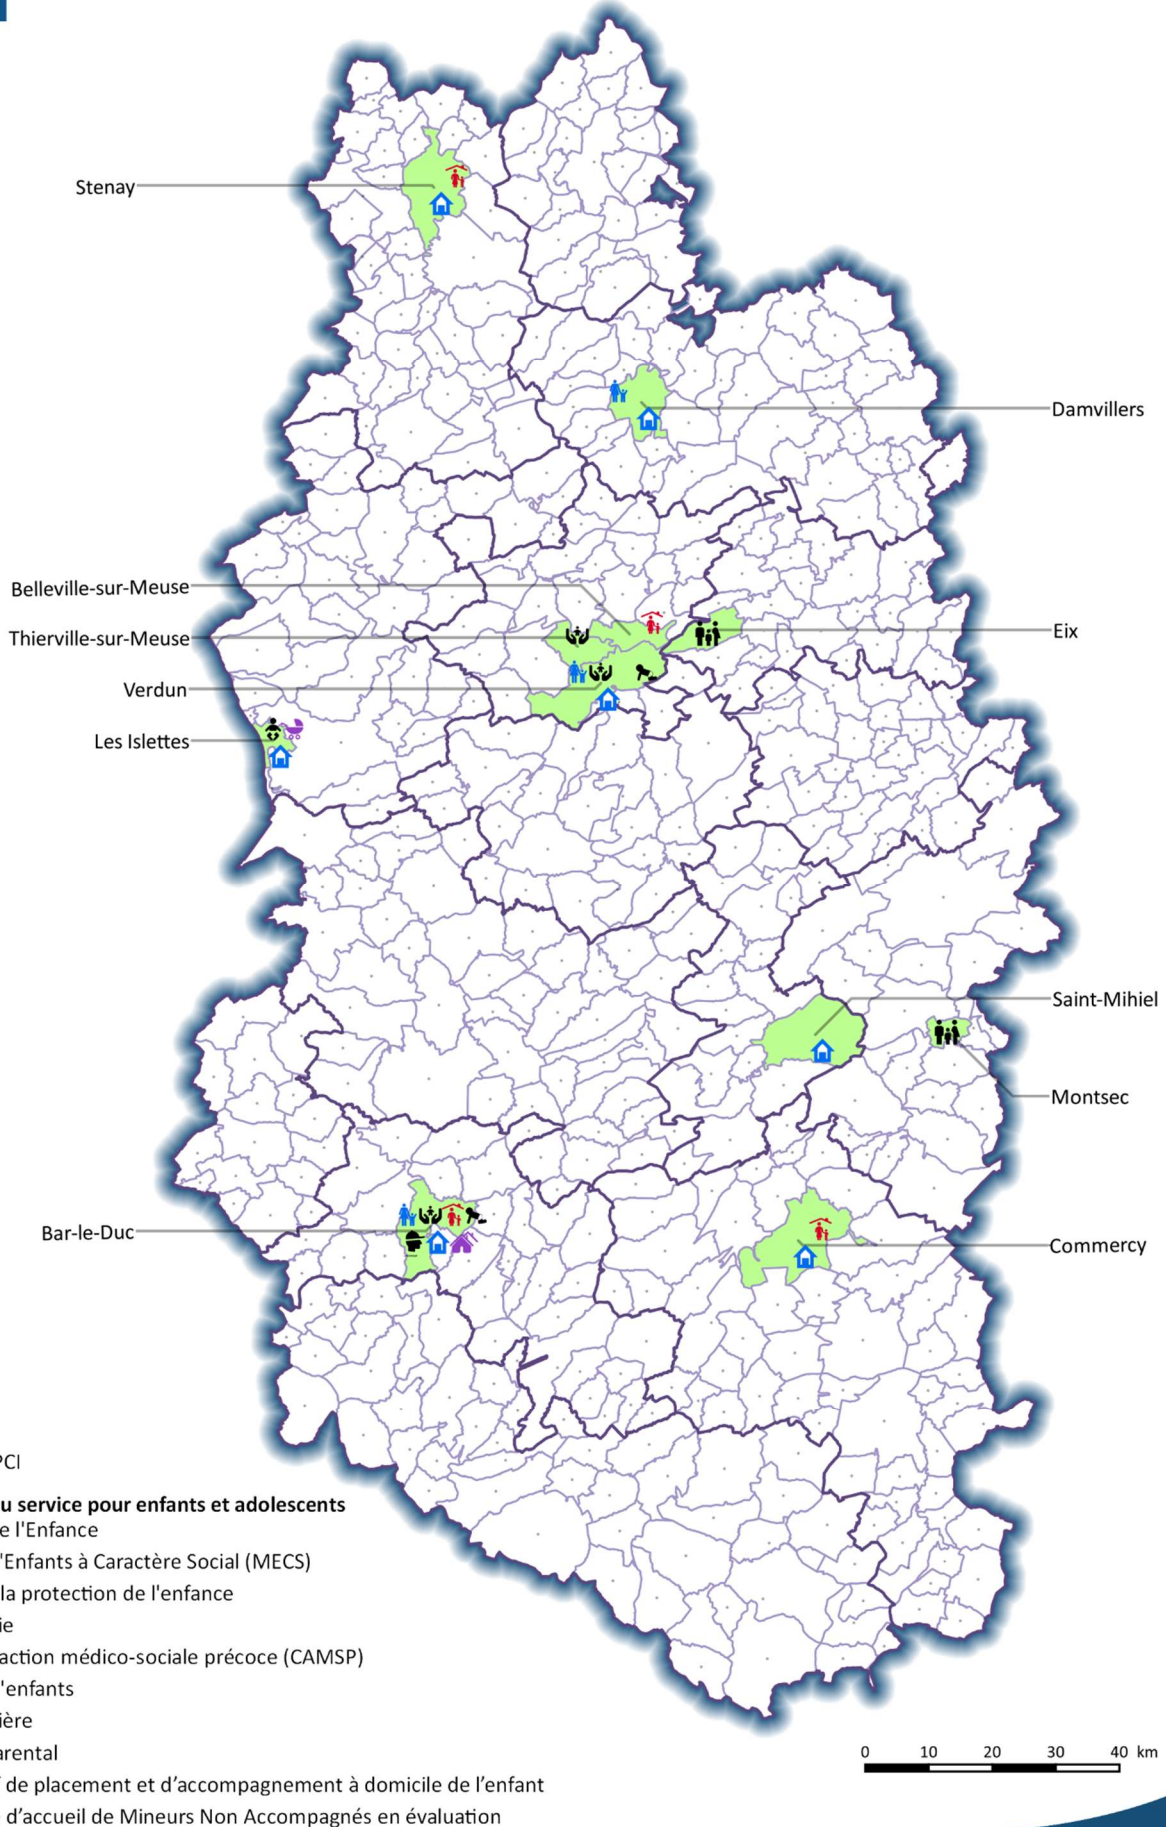 Stenay
Damvillers
Belleville-sur-Meuse
Thierville-sur-Meuse
Eix
Verdun
Les Islettes
Saint-Mihiel
Montsec
Bar-le-Duc
Commercy
PCI
u service pour enfants et adolescents
e l'Enfance
'Enfants à Caractère Social (MECS)
la protection de l'enfance
ie
action médico-sociale précoce (CAMSP)
'enfants
ière
arental
de placement et d’accompagnement à domicile de l’enfant
d’accueil de Mineurs Non Accompagnés en évaluation
0 10 20 30 40 km